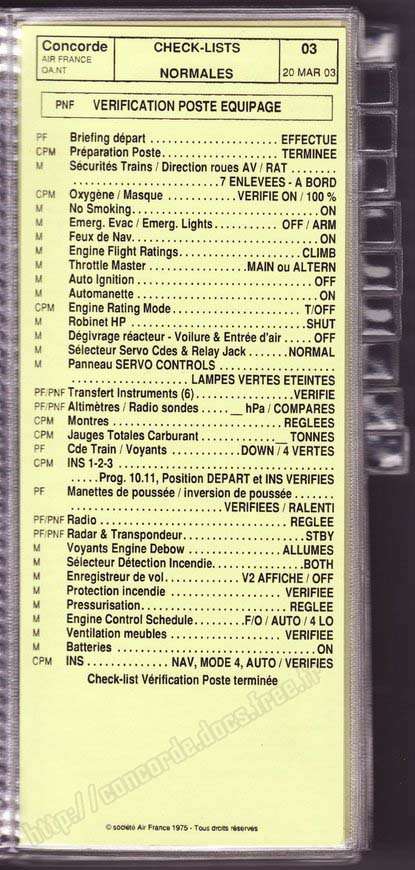 Concorde
AIR FRANCE
OA.NT
CHECK-LISTS
NORMALES
03
20 MAR 03
PNF VERIFICATION POSTE EQUIPAGE
PF Briefing départ .................... EFFECTUE
CPM Préparation Poste .................... TERMINEE
M Sécurités Trains / Direction roues AV / RAT ........
.................... 7 ENLEVEES - A BORD
CPM Oxygène / Masque .......... VERIFIE ON / 100 %
M No Smoking .............................. ON
M Emerg. Evac / Emerg. Lights .......... OFF / ARM
M Feux de Nav. .............................. ON
M Engine Flight Ratings .................... CLIMB
M Throttle Master ............ MAIN ou ALTERN
M Auto Ignition .............................. OFF
M Automanette .............................. ON
CPM Engine Rating Mode .................... T/OFF
M Robinet HP .............................. SHUT
M Dégivrage réacteur - Voilure & Entrée d'air ..... OFF
M Sélecteur Servo Cdes & Relay Jack ....... NORMAL
M Panneau SERVO CONTROLS ....................
.................... LAMPES VERTES ETEINTES
PF/PNF Transfert Instruments (6) .................. VERIFIE
PF/PNF Altimètres / Radio sondes ..... __ hPa / COMPARES
CPM Montres .............................. REGLEES
CPM Jauges Totales Carburant .......... __ TONNES
PF Cde Train / Voyants ............ DOWN / 4 VERTES
CPM INS 1-2-3 ..............................
..... Prog. 10.11, Position DEPART et INS VERIFIES
PF Manettes de poussée / inversion de poussée .......
.................... VERIFIEES / RALENTI
PF/PNF Radio .............................. REGLEE
PF/PNF Radar & Transpondeur .................... STBY
M Voyants Engine Debow .................. ALLUMES
M Sélecteur Détection Incendie .................. BOTH
M Enregistreur de vol ............ V2 AFFICHE / OFF
M Protection incendie .................... VERIFIEE
M Pressurisation .............................. REGLEE
M Engine Control Schedule ........ F/O / AUTO / 4 LO
M Ventilation meubles .................... VERIFIEE
M Batteries .............................. ON
CPM INS .............. NAV, MODE 4, AUTO / VERIFIES
Check-list Vérification Poste terminée
http://concorde.docs.free.fr
© société Air France 1975 - Tous droits réservés